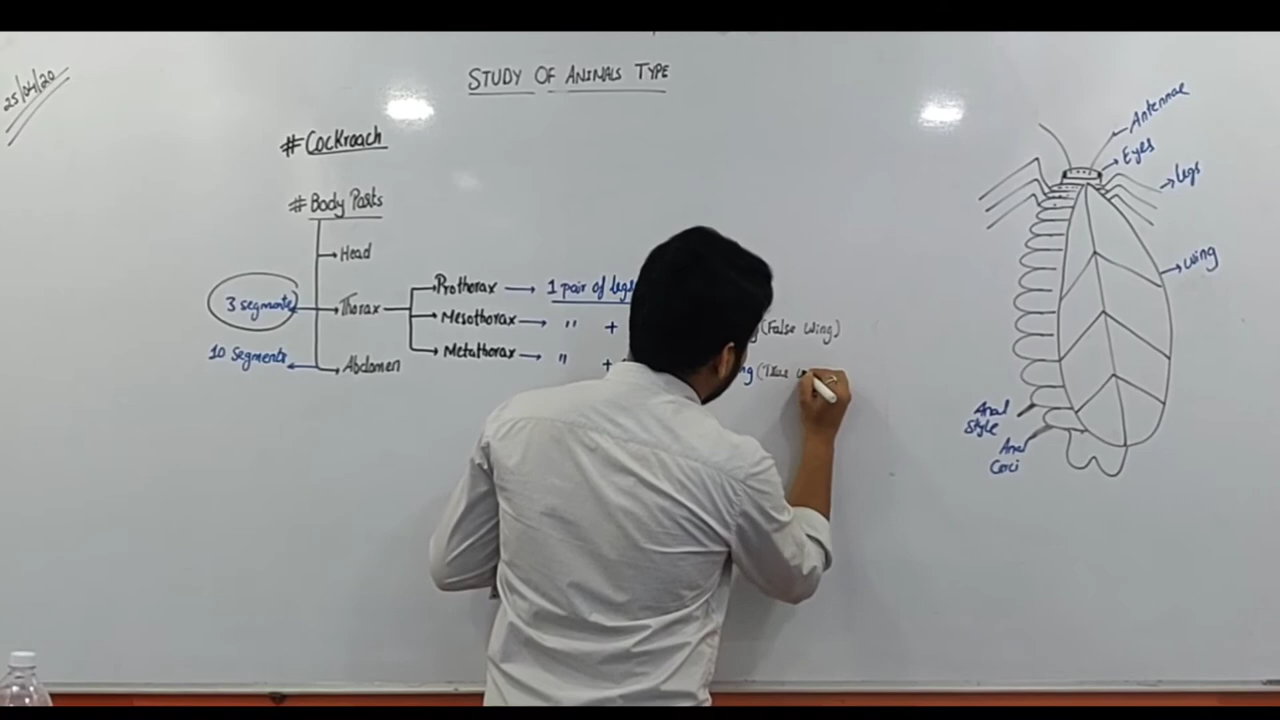 25/04/20
STUDY OF ANIMALS TYPE
# Cockroach
# Body Parts
Head
3 segments
Thorax
10 Segments
Abdomen
Prothorax → 1 pair of legs
Mesothorax → " +
(False Wing)
Metathorax → " +
(True
Antennae
Eyes
legs
wing
Anal
Style
Anal
Cerci